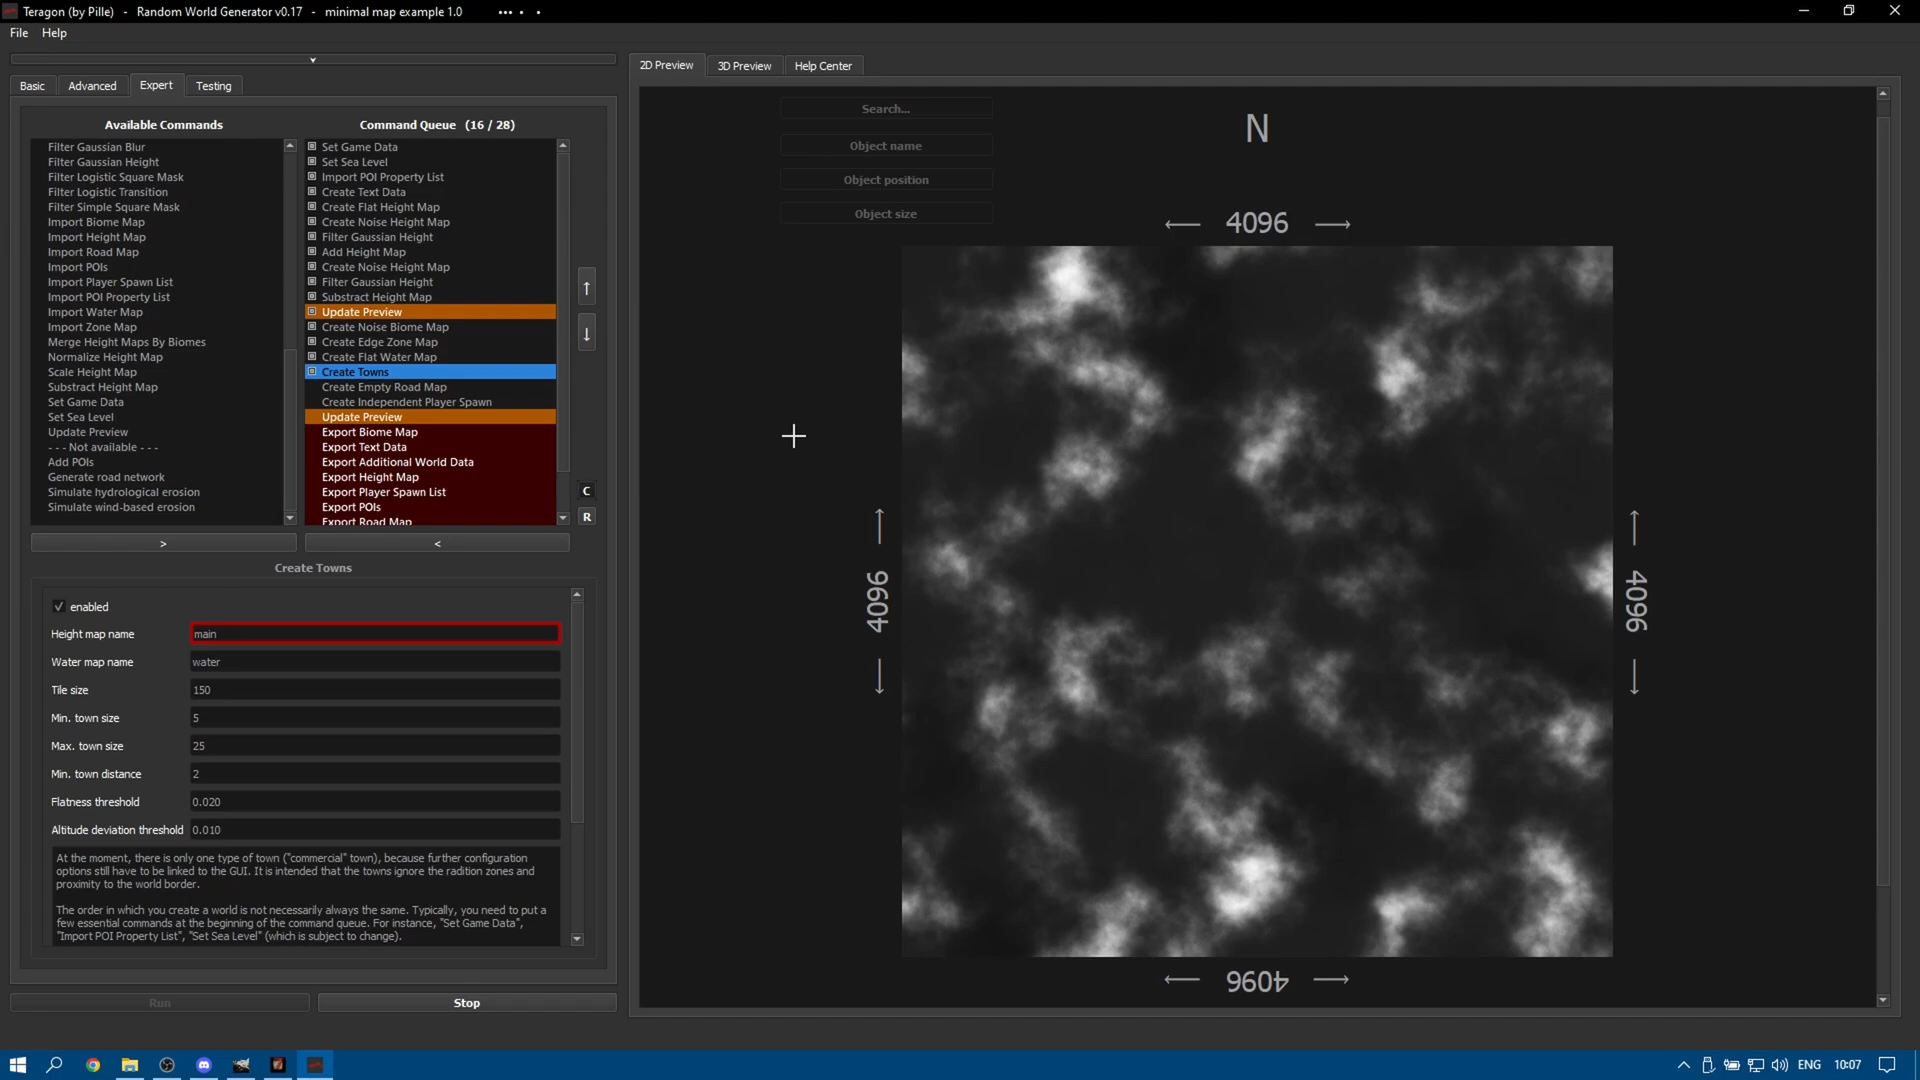 Teragon (by Pille) - Random World Generator v0.17 - minimal map example 1.0
File Help
Basic Advanced Expert Testing
2D Preview 3D Preview Help Center
Available Commands
Filter Gaussian Blur
Filter Gaussian Height
Filter Logistic Square Mask
Filter Logistic Transition
Filter Simple Square Mask
Import Biome Map
Import Height Map
Import Road Map
Import POIs
Import Player Spawn List
Import POI Property List
Import Water Map
Import Zone Map
Merge Height Maps By Biomes
Normalize Height Map
Scale Height Map
Substract Height Map
Set Game Data
Set Sea Level
Update Preview
- - - Not available - - -
Add POIs
Generate road network
Simulate hydrological erosion
Simulate wind-based erosion
>
Command Queue (16 / 28)
Set Game Data
Set Sea Level
Import POI Property List
Create Text Data
Create Flat Height Map
Create Noise Height Map
Filter Gaussian Height
Add Height Map
Create Noise Height Map
Filter Gaussian Height
Substract Height Map
Update Preview
Create Noise Biome Map
Create Edge Zone Map
Create Flat Water Map
Create Towns
Create Empty Road Map
Create Independent Player Spawn
Update Preview
Export Biome Map
Export Text Data
Export Additional World Data
Export Height Map
Export Player Spawn List
Export POIs
Export Road Map
<
↑
↓
C
R
Create Towns
enabled
Height map name main
Water map name water
Tile size 150
Min. town size 5
Max. town size 25
Min. town distance 2
Flatness threshold 0.020
Altitude deviation threshold 0.010
At the moment, there is only one type of town ("commercial" town), because further configuration
options still have to be linked to the GUI. It is intended that the towns ignore the radition zones and
proximity to the world border.
The order in which you create a world is not necessarily always the same. Typically, you need to put a
few essential commands at the beginning of the command queue. For instance, "Set Game Data",
"Import POI Property List", "Set Sea Level" (which is subject to change).
Run Stop
Search...
Object name
Object position
Object size
N
← 4096 →
← 4096 →
← 4096 →
← 4096 →
ENG 10:07